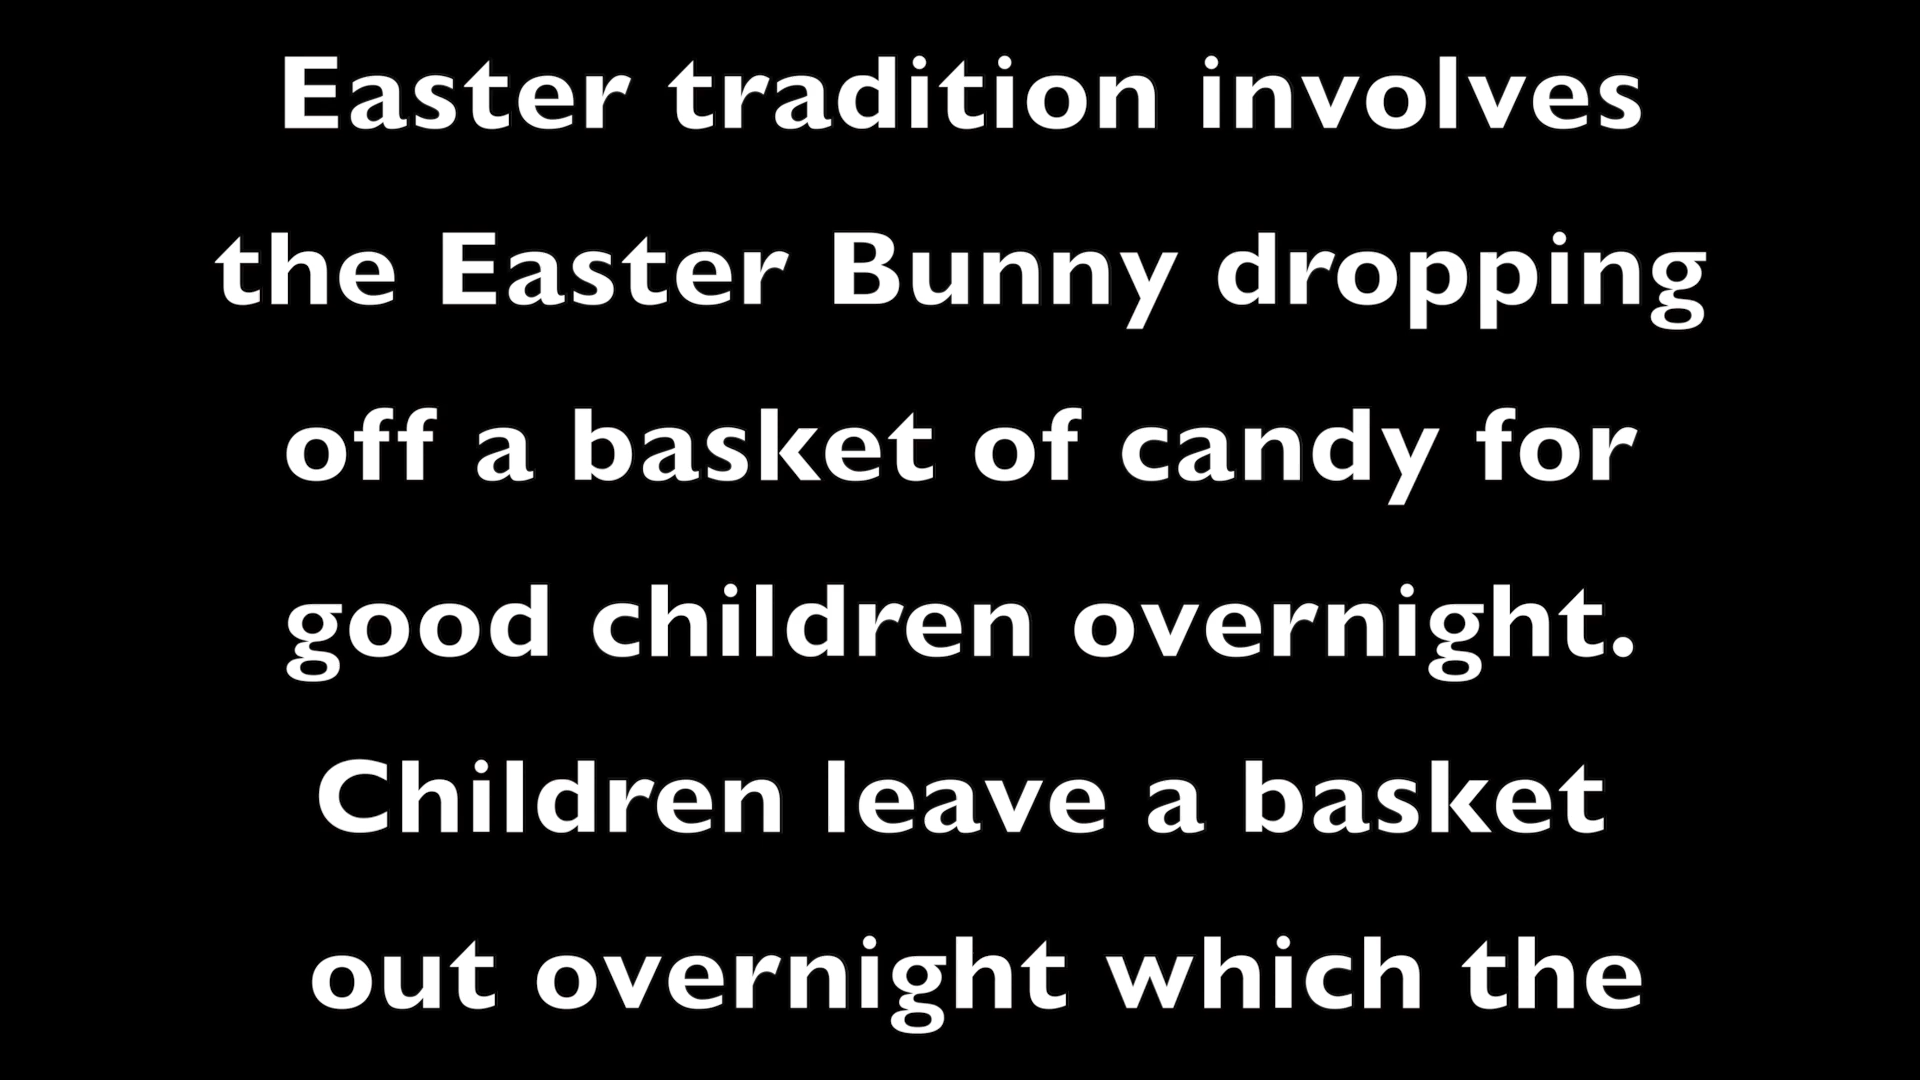 Easter tradition involves
the Easter Bunny dropping
off a basket of candy for
good children overnight.
Children leave a basket
out overnight which the